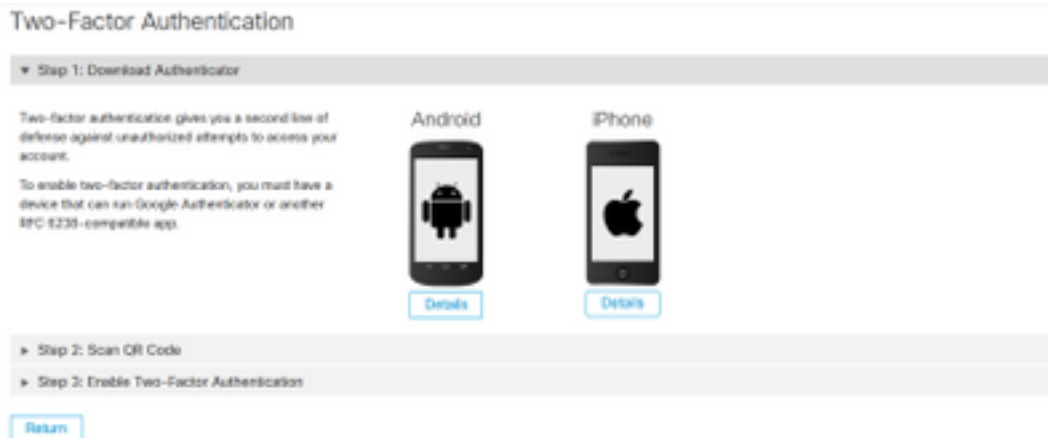 Two-Factor Authentication
Step 1: Download Authenticator
Two-factor authentication gives you a second line of
defense against unauthorized attempts to access your
account.
To enable two-factor authentication, you must have a
device that can run Google Authenticator or another
RFC 6238-compatible app.
Android
iPhone
Details
Details
Step 2: Scan QR Code
Step 3: Enable Two-Factor Authentication
Return